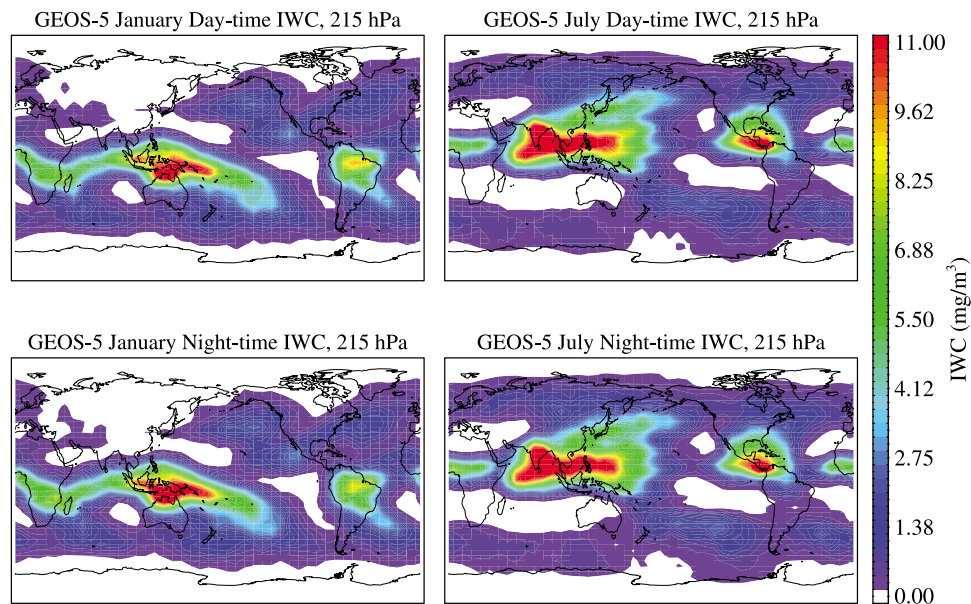 GEOS-5 January Day-time IWC, 215 hPa
GEOS-5 July Day-time IWC, 215 hPa
GEOS-5 January Night-time IWC, 215 hPa
GEOS-5 July Night-time IWC, 215 hPa
11.00
9.62
8.25
6.88
5.50
4.12
2.75
1.38
0.00
IWC (mg/m³)